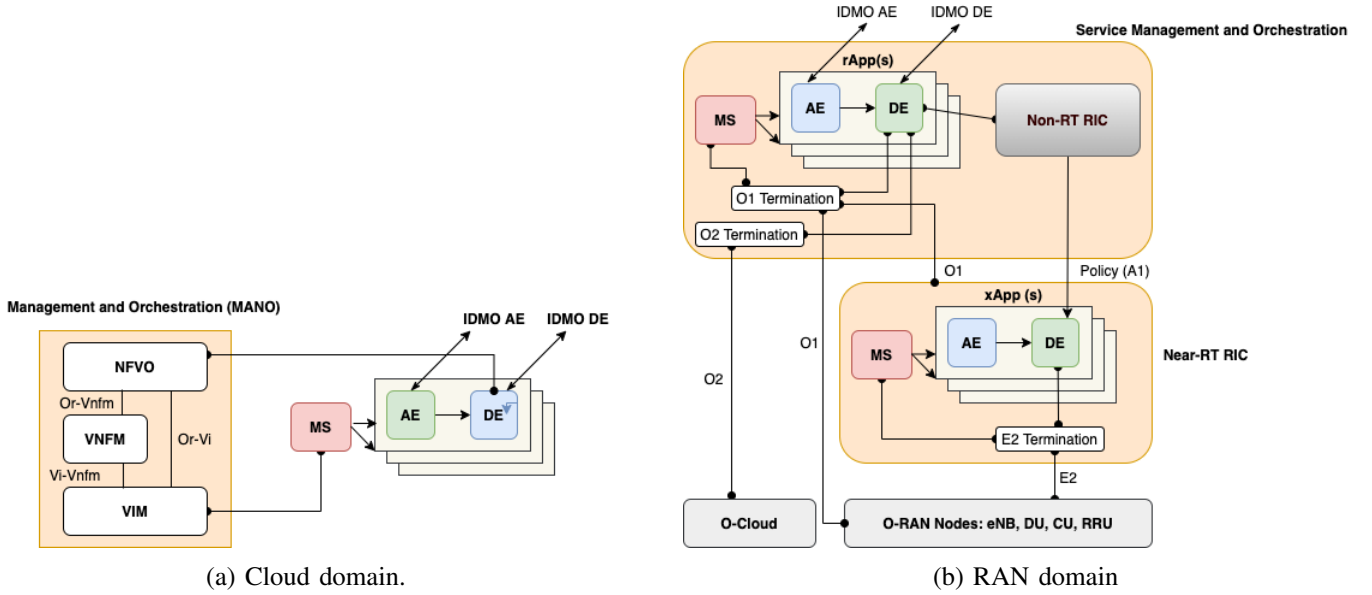 Management and Orchestration (MANO)
NFVO
Or-Vnfm
VNFM
Or-Vi
Vi-Vnfm
VIM
MS
IDMO AE
IDMO DE
AE
DE
(a) Cloud domain.
IDMO AE
IDMO DE
Service Management and Orchestration
rApp(s)
MS
AE
DE
Non-RT RIC
O1 Termination
O2 Termination
O1
Policy (A1)
xApp (s)
O1
MS
AE
DE
Near-RT RIC
O2
E2 Termination
E2
O-Cloud
O-RAN Nodes: eNB, DU, CU, RRU
(b) RAN domain